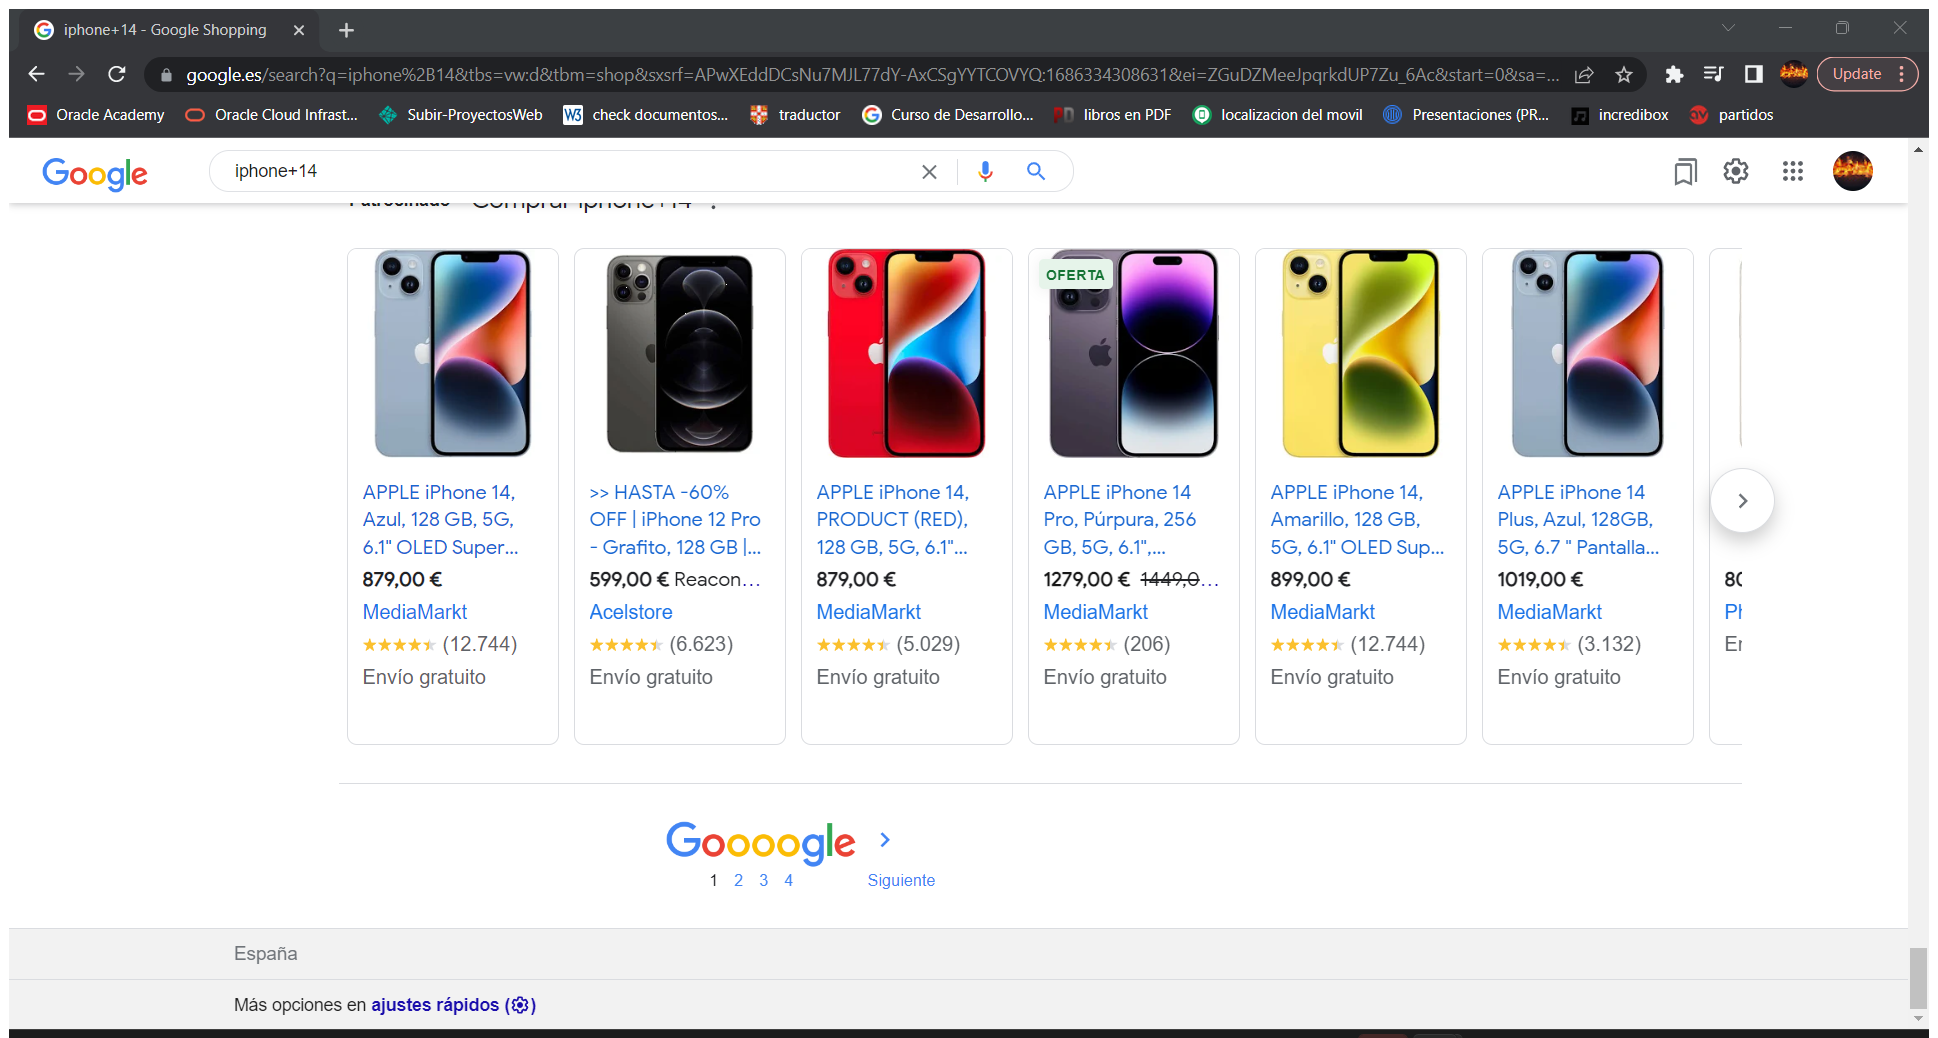 iphone+14 - Google Shopping
google.es/search?q=iphone%2B14&tbs=vw:d&tbm=shop&sxsrf=APwXEddDCsNu7MJL77dY-AxCSgYYTCOVYQ:1686334308631&ei=ZGuDZMeeJpqrkdUP7Zu_6Ac&start=0&sa=...
Update
Oracle Academy
Oracle Cloud Infrast...
Subir-ProyectosWeb
W3 check documentos...
traductor
Curso de Desarrollo...
libros en PDF
localizacion del movil
Presentaciones (PR...
incredibox
partidos
Google
iphone+14
Patrocinado · Comprar iphone+14
APPLE iPhone 14,
Azul, 128 GB, 5G,
6.1" OLED Super...
879,00 €
MediaMarkt
(12.744)
Envío gratuito
>> HASTA -60%
OFF | iPhone 12 Pro
- Grafito, 128 GB |...
599,00 € Reacon...
Acelstore
(6.623)
Envío gratuito
APPLE iPhone 14,
PRODUCT (RED),
128 GB, 5G, 6.1"...
879,00 €
MediaMarkt
(5.029)
Envío gratuito
OFERTA
APPLE iPhone 14
Pro, Púrpura, 256
GB, 5G, 6.1",...
1279,00 € 1449,0...
MediaMarkt
(206)
Envío gratuito
APPLE iPhone 14,
Amarillo, 128 GB,
5G, 6.1" OLED Sup...
899,00 €
MediaMarkt
(12.744)
Envío gratuito
APPLE iPhone 14
Plus, Azul, 128GB,
5G, 6.7 " Pantalla...
1019,00 €
MediaMarkt
(3.132)
Envío gratuito
Goooogle >
1 2 3 4 Siguiente
España
Más opciones en ajustes rápidos ( )